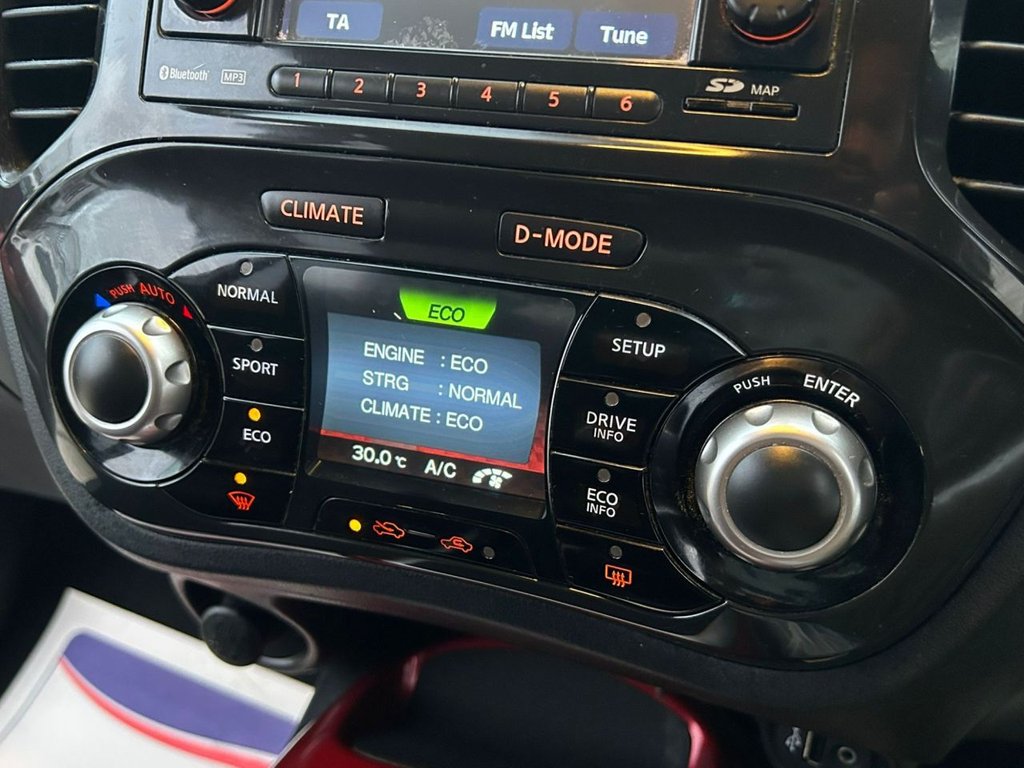 TA
FM List
Tune
Bluetooth
MP3
1 2 3 4 5 6
SD MAP
CLIMATE
D-MODE
PUSH AUTO
NORMAL
SPORT
ECO
ECO
ENGINE : ECO
STRG : NORMAL
CLIMATE : ECO
30.0°C A/C
SETUP
DRIVE
INFO
ECO
INFO
PUSH ENTER